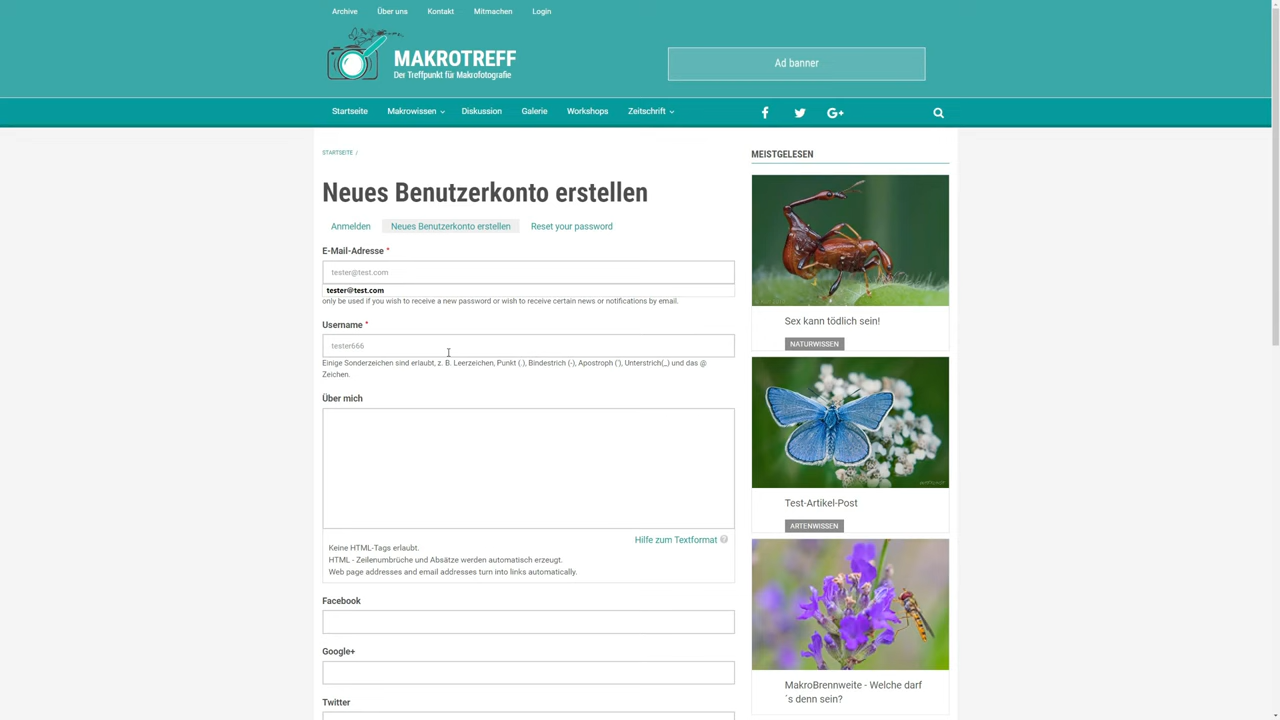 Archive Über uns Kontakt Mitmachen Login
MAKROTREFF
Der Treffpunkt für Makrofotografie
Ad banner
Startseite Makrowissen Diskussion Galerie Workshops Zeitschrift
STARTSEITE /
Neues Benutzerkonto erstellen
Anmelden Neues Benutzerkonto erstellen Reset your password
E-Mail-Adresse *
tester@test.com
tester@test.com
only be used if you wish to receive a new password or wish to receive certain news or notifications by email.
Username *
tester666
Einige Sonderzeichen sind erlaubt, z. B. Leerzeichen, Punkt (.), Bindestrich (-), Apostroph ('), Unterstrich(_) und das @
Zeichen.
Über mich
Hilfe zum Textformat
Keine HTML-Tags erlaubt.
HTML - Zeilenumbrüche und Absätze werden automatisch erzeugt.
Web page addresses and email addresses turn into links automatically.
Facebook
Google+
Twitter
MEISTGELESEN
Sex kann tödlich sein!
NATURWISSEN
Test-Artikel-Post
ARTENWISSEN
MakroBrennweite - Welche darf
´s denn sein?